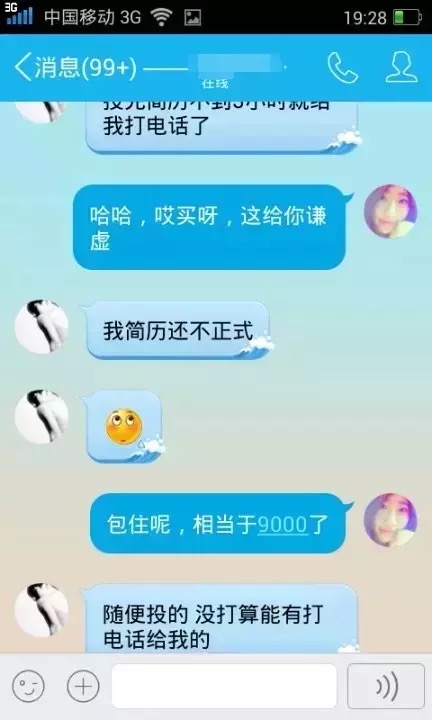 3G
中国移动 3G
19:28
消息(99+)
在线
投完简历不到3小时就给
我打电话了
哈哈，哎买呀，这给你谦
虚
我简历还不正式
包住呢，相当于9000了
随便投的 没打算能有打
电话给我的